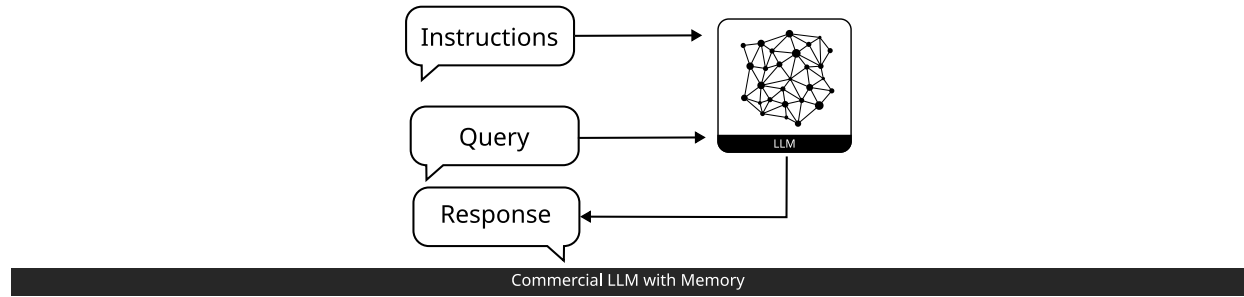 Instructions
Query
LLM
Response
Commercial LLM with Memory